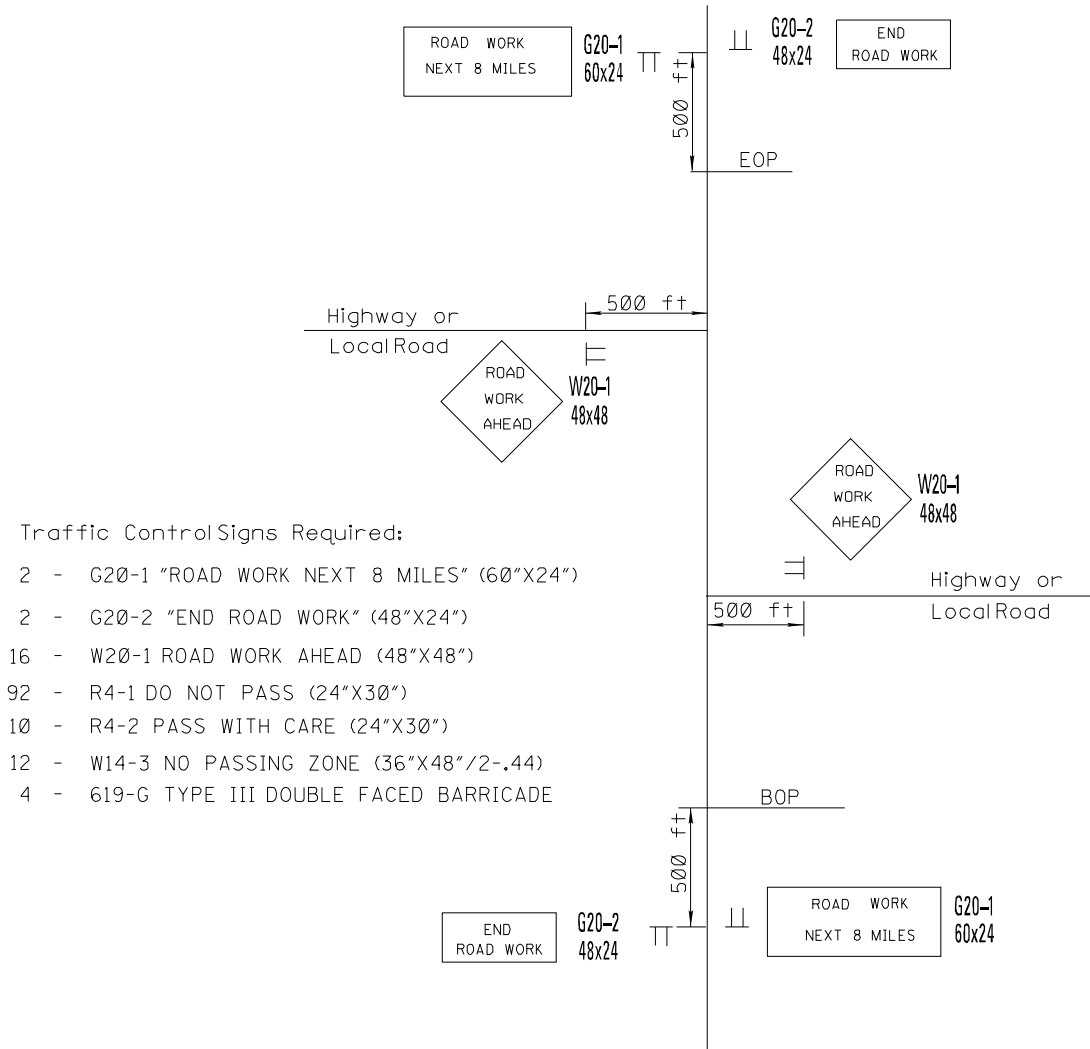 ROAD WORK
NEXT 8 MILES
G20-1
60x24
G20-2
48x24
END
ROAD WORK
500 ft
EOP
500 ft
Highway or
Local Road
ROAD
WORK
AHEAD
W20-1
48x48
ROAD
WORK
AHEAD
W20-1
48x48
Traffic Control Signs Required:
2 - G20-1 "ROAD WORK NEXT 8 MILES" (60"X24")
2 - G20-2 "END ROAD WORK" (48"X24")
16 - W20-1 ROAD WORK AHEAD (48"X48")
92 - R4-1 DO NOT PASS (24"X30")
10 - R4-2 PASS WITH CARE (24"X30")
12 - W14-3 NO PASSING ZONE (36"X48"/2-.44)
4 - 619-G TYPE III DOUBLE FACED BARRICADE
500 ft
Highway or
Local Road
BOP
500 ft
END
ROAD WORK
G20-2
48x24
ROAD WORK
NEXT 8 MILES
G20-1
60x24